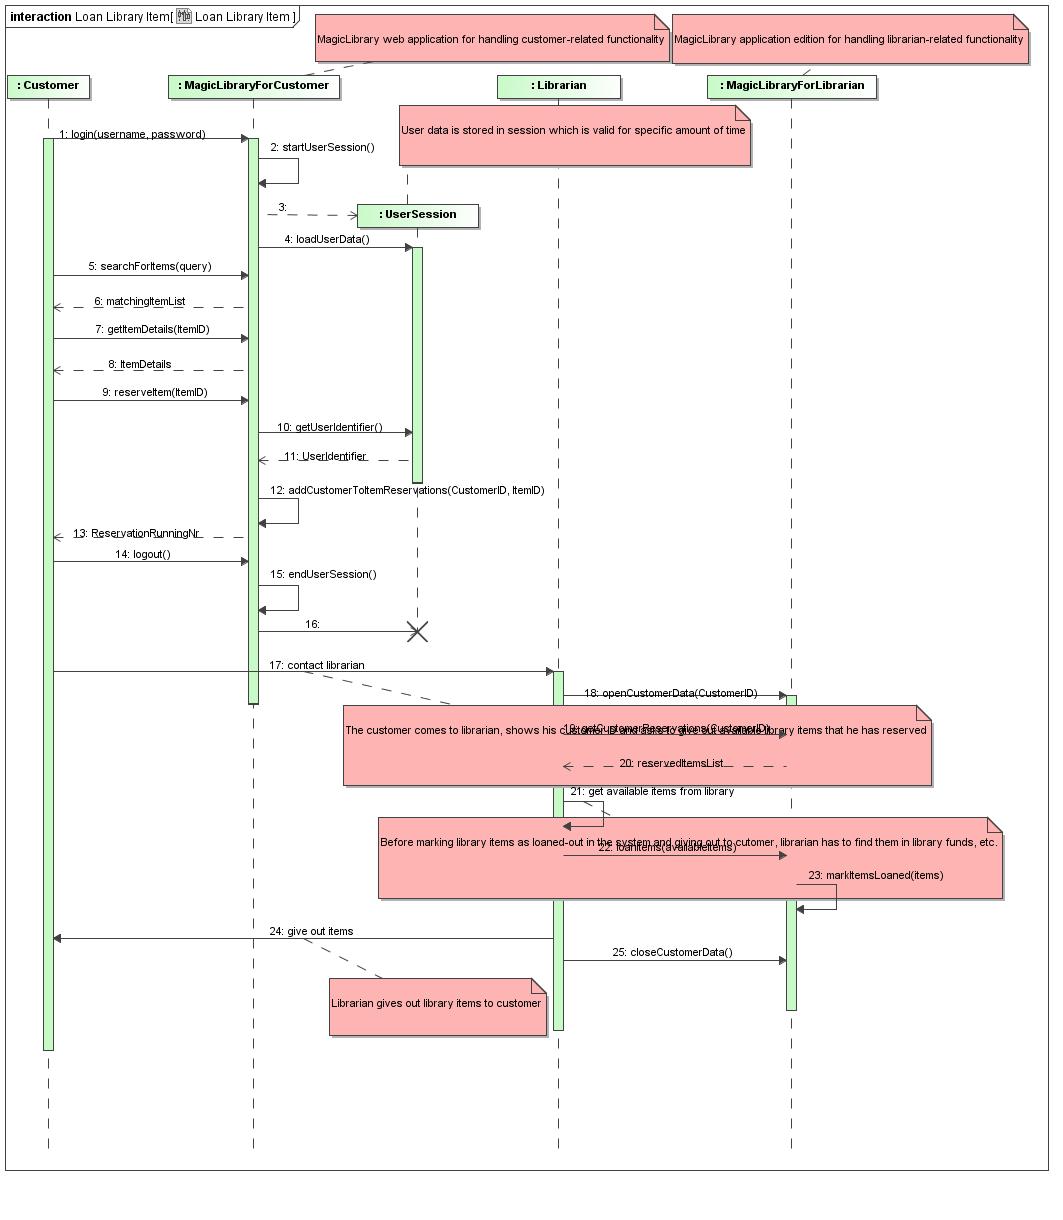 interaction Loan Library Item[ Loan Library Item ]
MagicLibrary web application for handling customer-related functionality
MagicLibrary application edition for handling librarian-related functionality
: Customer
: MagicLibraryForCustomer
: Librarian
: MagicLibraryForLibrarian
User data is stored in session which is valid for specific amount of time
1: login(username, password)
2: startUserSession()
3:
: UserSession
4: loadUserData()
5: searchForItems(query)
6: matchingItemList
7: getItemDetails(ItemID)
8: ItemDetails
9: reserveItem(ItemID)
10: getUserIdentifier()
11: UserIdentifier
12: addCustomerToItemReservations(CustomerID, ItemID)
13: ReservationRunningNr
14: logout()
15: endUserSession()
16:
17: contact librarian
18: openCustomerData(CustomerID)
19: getCustomerReservations(CustomerID)
The customer comes to librarian, shows his customer ID and asks to give out available library items that he has reserved
20: reservedItemsList
21: get available items from library
Before marking library items as loaned-out in the system and giving out to cutomer, librarian has to find them in library funds, etc.
22: loanItems(availableItems)
23: markItemsLoaned(items)
24: give out items
25: closeCustomerData()
Librarian gives out library items to customer